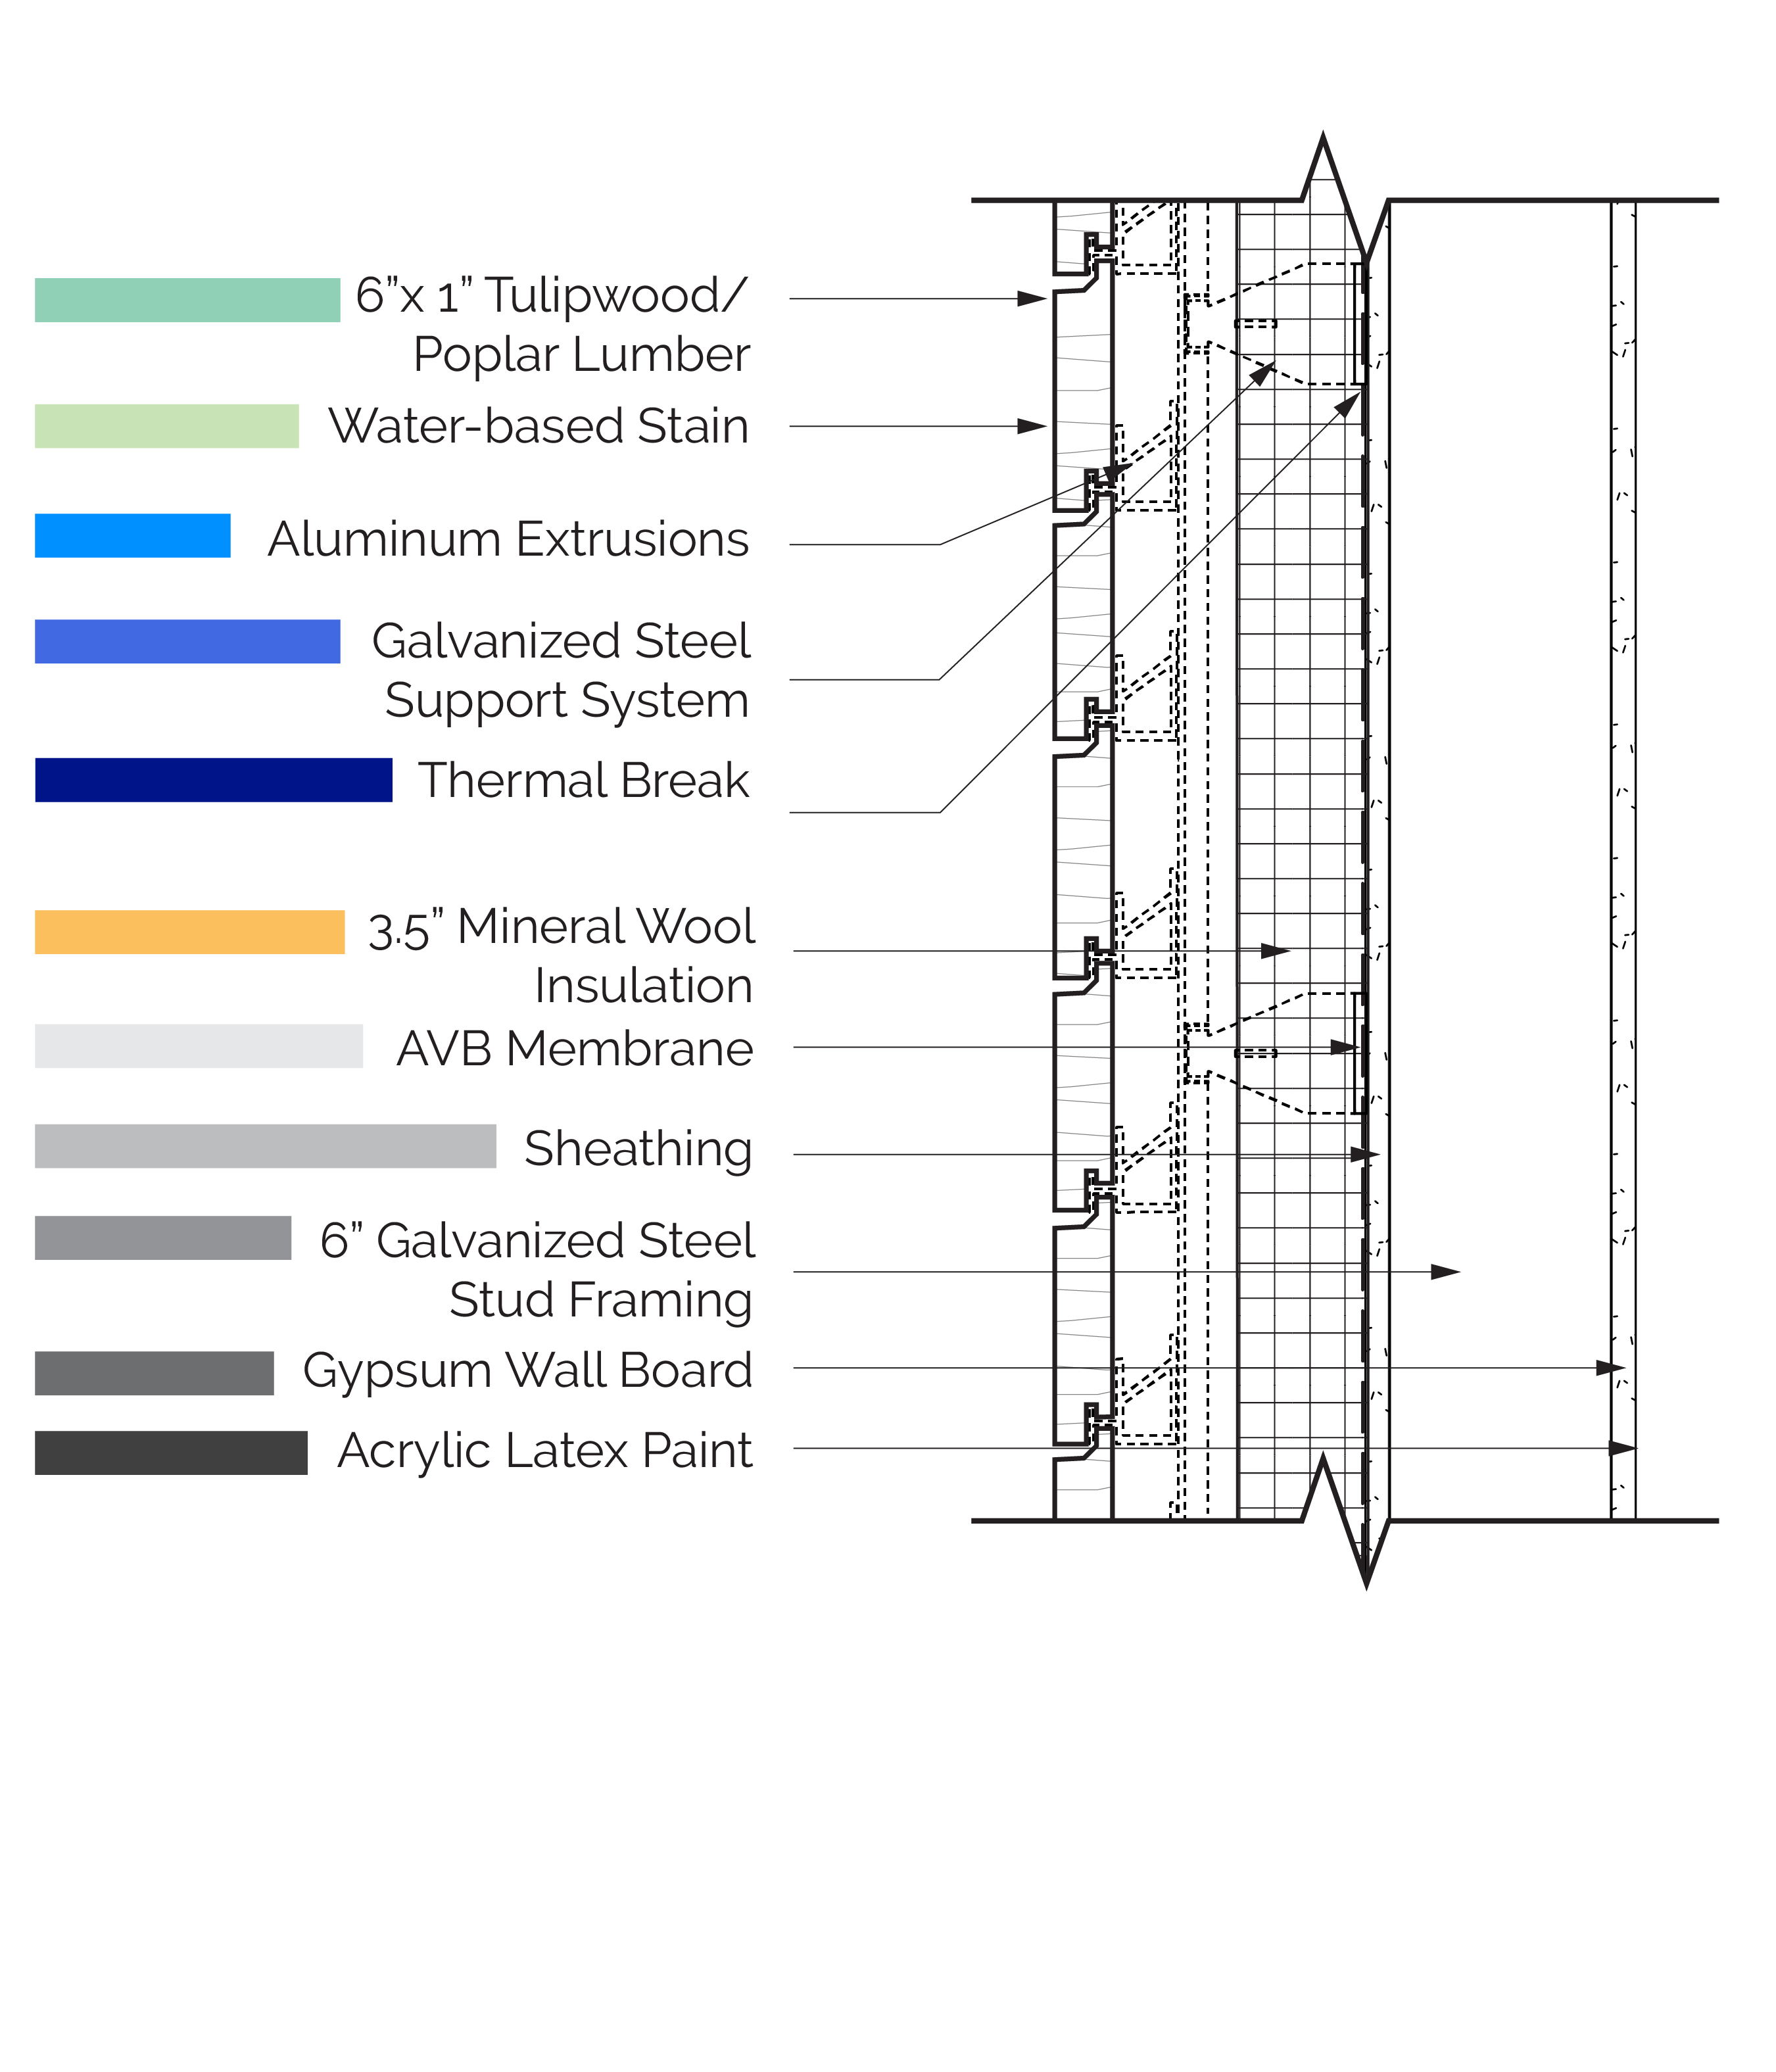 6”x 1” Tulipwood/
Poplar Lumber
Water-based Stain
Aluminum Extrusions
Galvanized Steel
Support System
Thermal Break
3.5” Mineral Wool
Insulation
AVB Membrane
Sheathing
6” Galvanized Steel
Stud Framing
Gypsum Wall Board
Acrylic Latex Paint